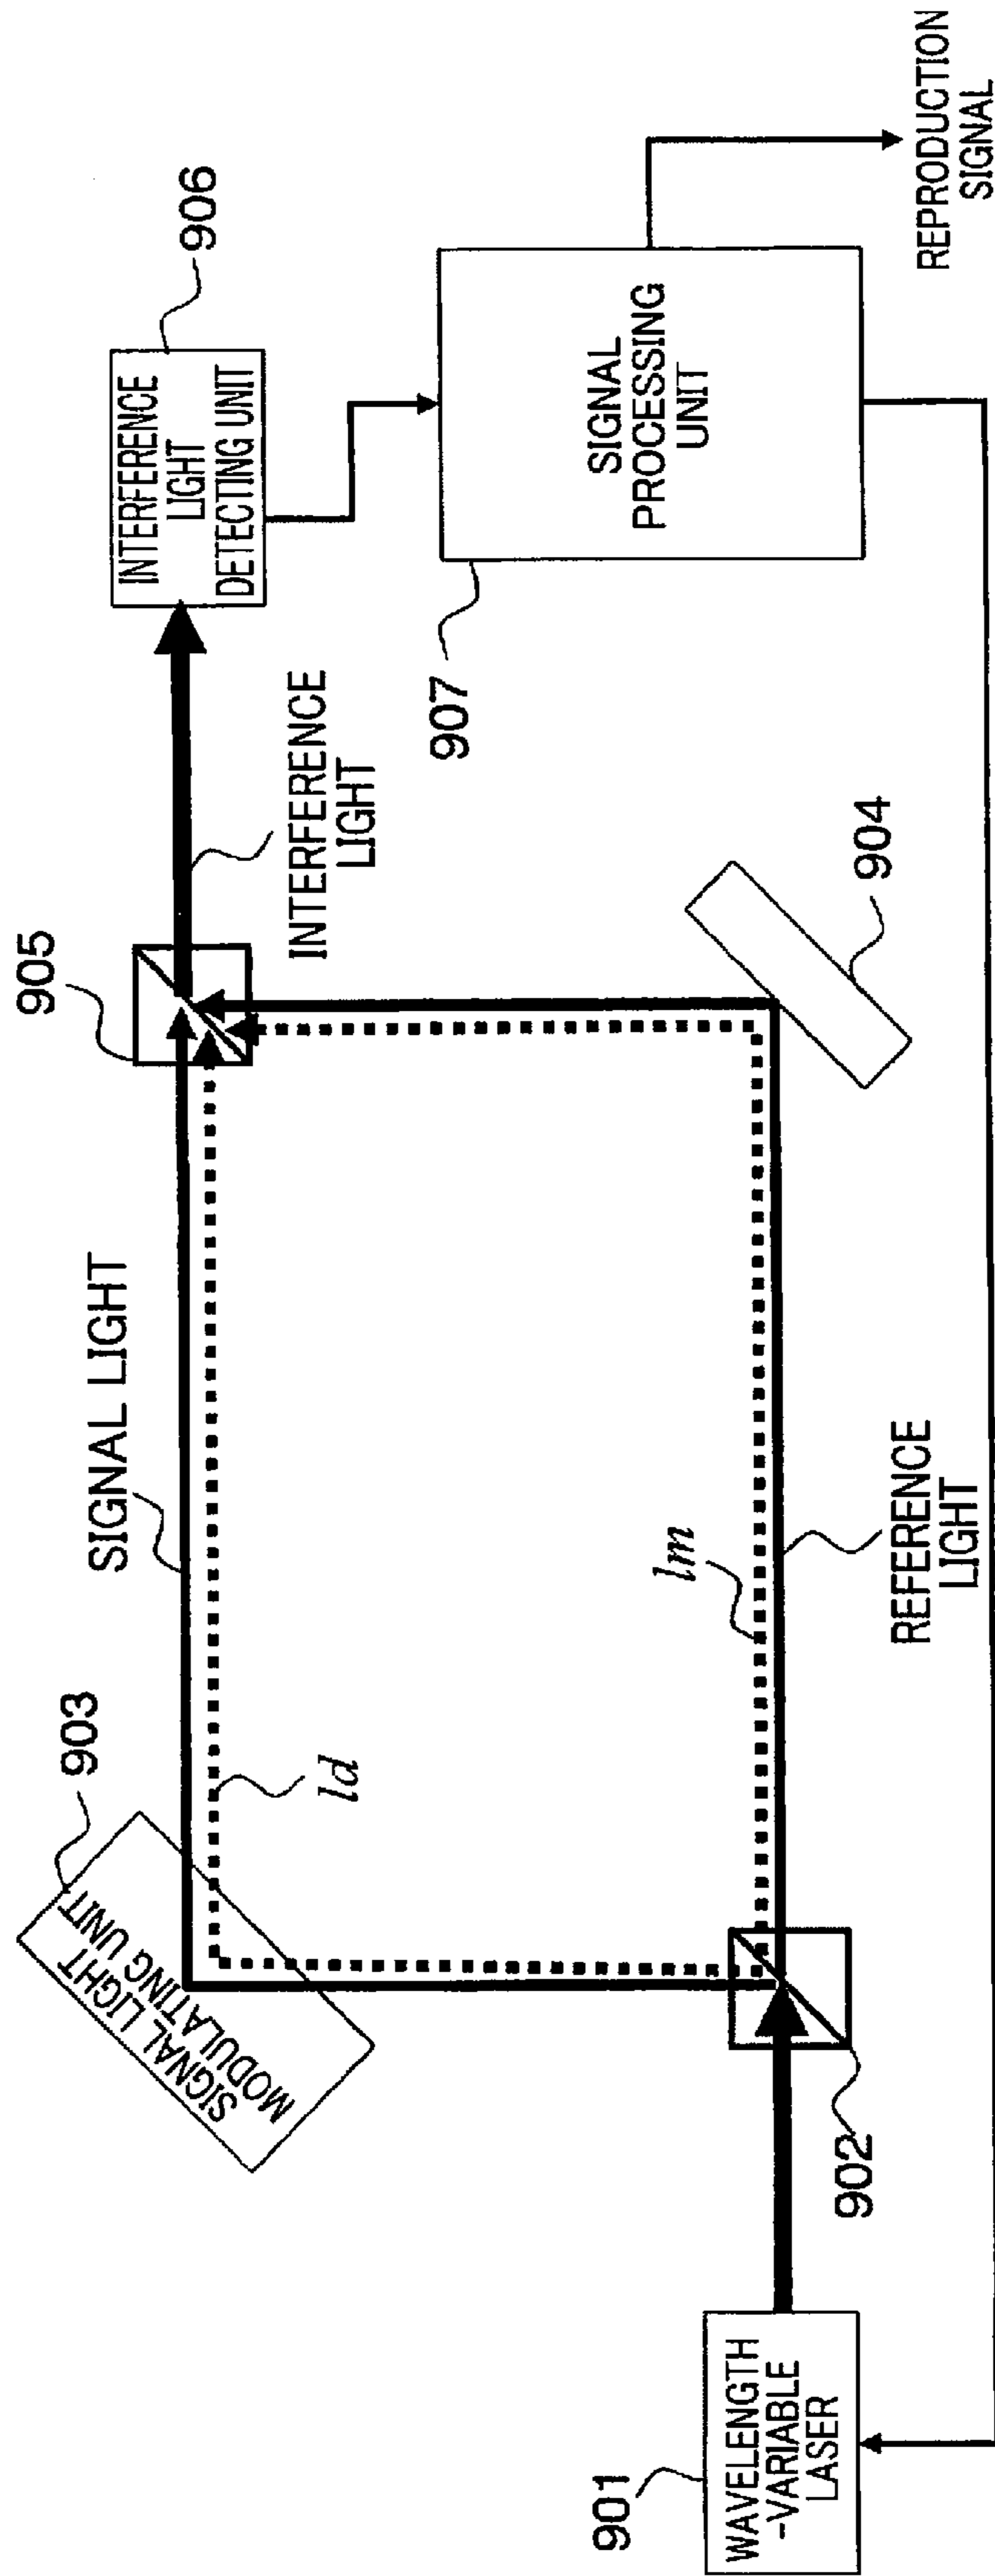 901
WAVELENGTH
-VARIABLE
LASER
902
SIGNAL LIGHT
MODULATING UNIT
903
ld
SIGNAL LIGHT
lm
REFERENCE
LIGHT
904
905
INTERFERENCE
LIGHT
INTERFERENCE
LIGHT
DETECTING UNIT
906
907
SIGNAL
PROCESSING
UNIT
REPRODUCTION
SIGNAL